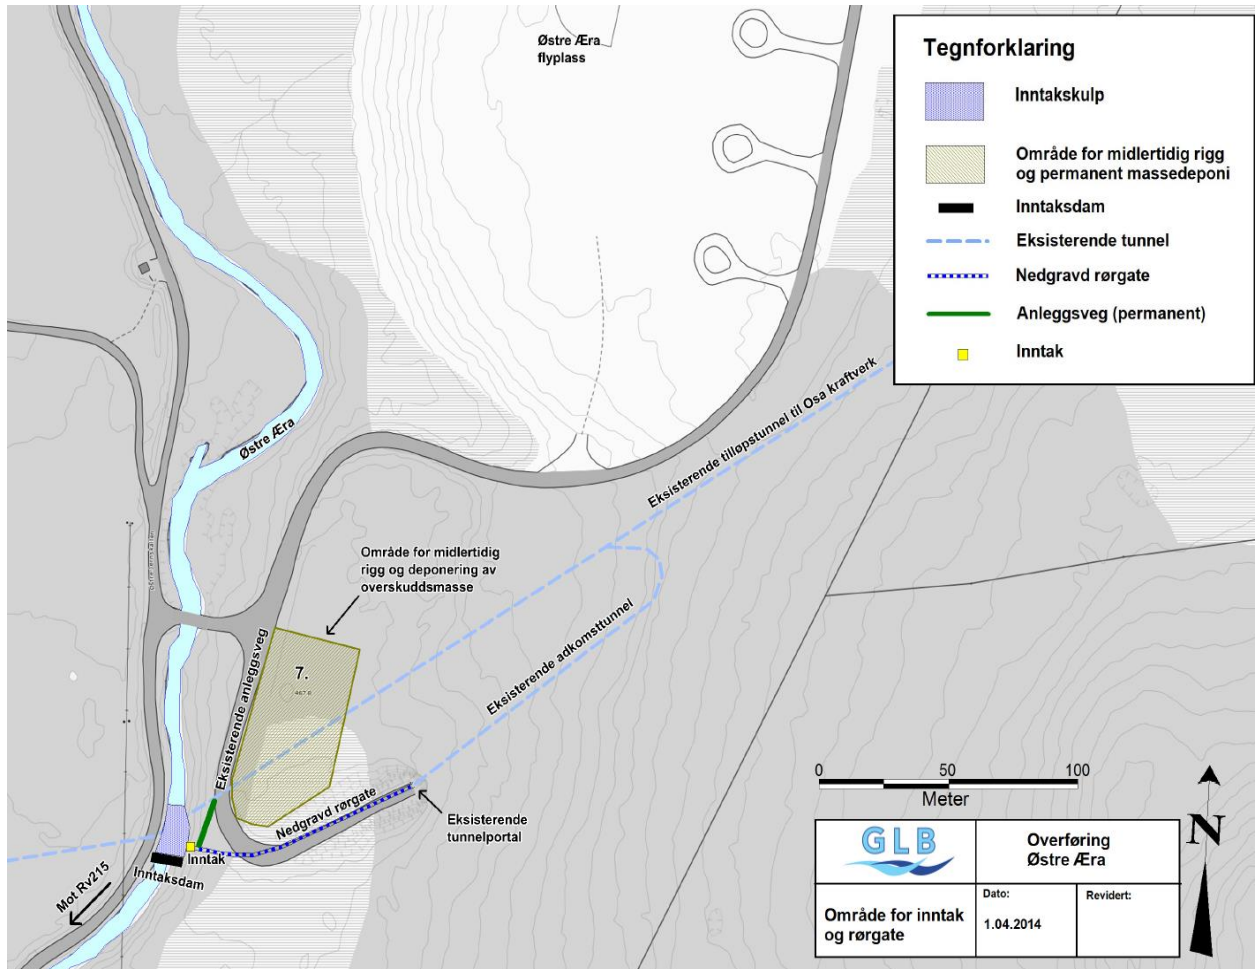 Østre Æra
flyplass
Tegnforklaring
Inntakskulp
Område for midlertidig rigg
og permanent massedeponi
Inntaksdam
Eksisterende tunnel
Nedgravd rørgate
Anleggsveg (permanent)
Inntak
Østre Æra
Eksisterende tilløpstunnel til Osa kraftverk
Område for midlertidig
rigg og deponering av
overskuddsmasse
Eksisterende adkomsttunnel
Eksisterende anleggsveg
7.
Nedgravd rørgate
Eksisterende
tunnelportal
Inntak
Inntaksdam
Mot Rv215
0 50 100
Meter
N
GLB
Overføring
Østre Æra
Område for inntak
og rørgate
Dato:
1.04.2014
Revidert: